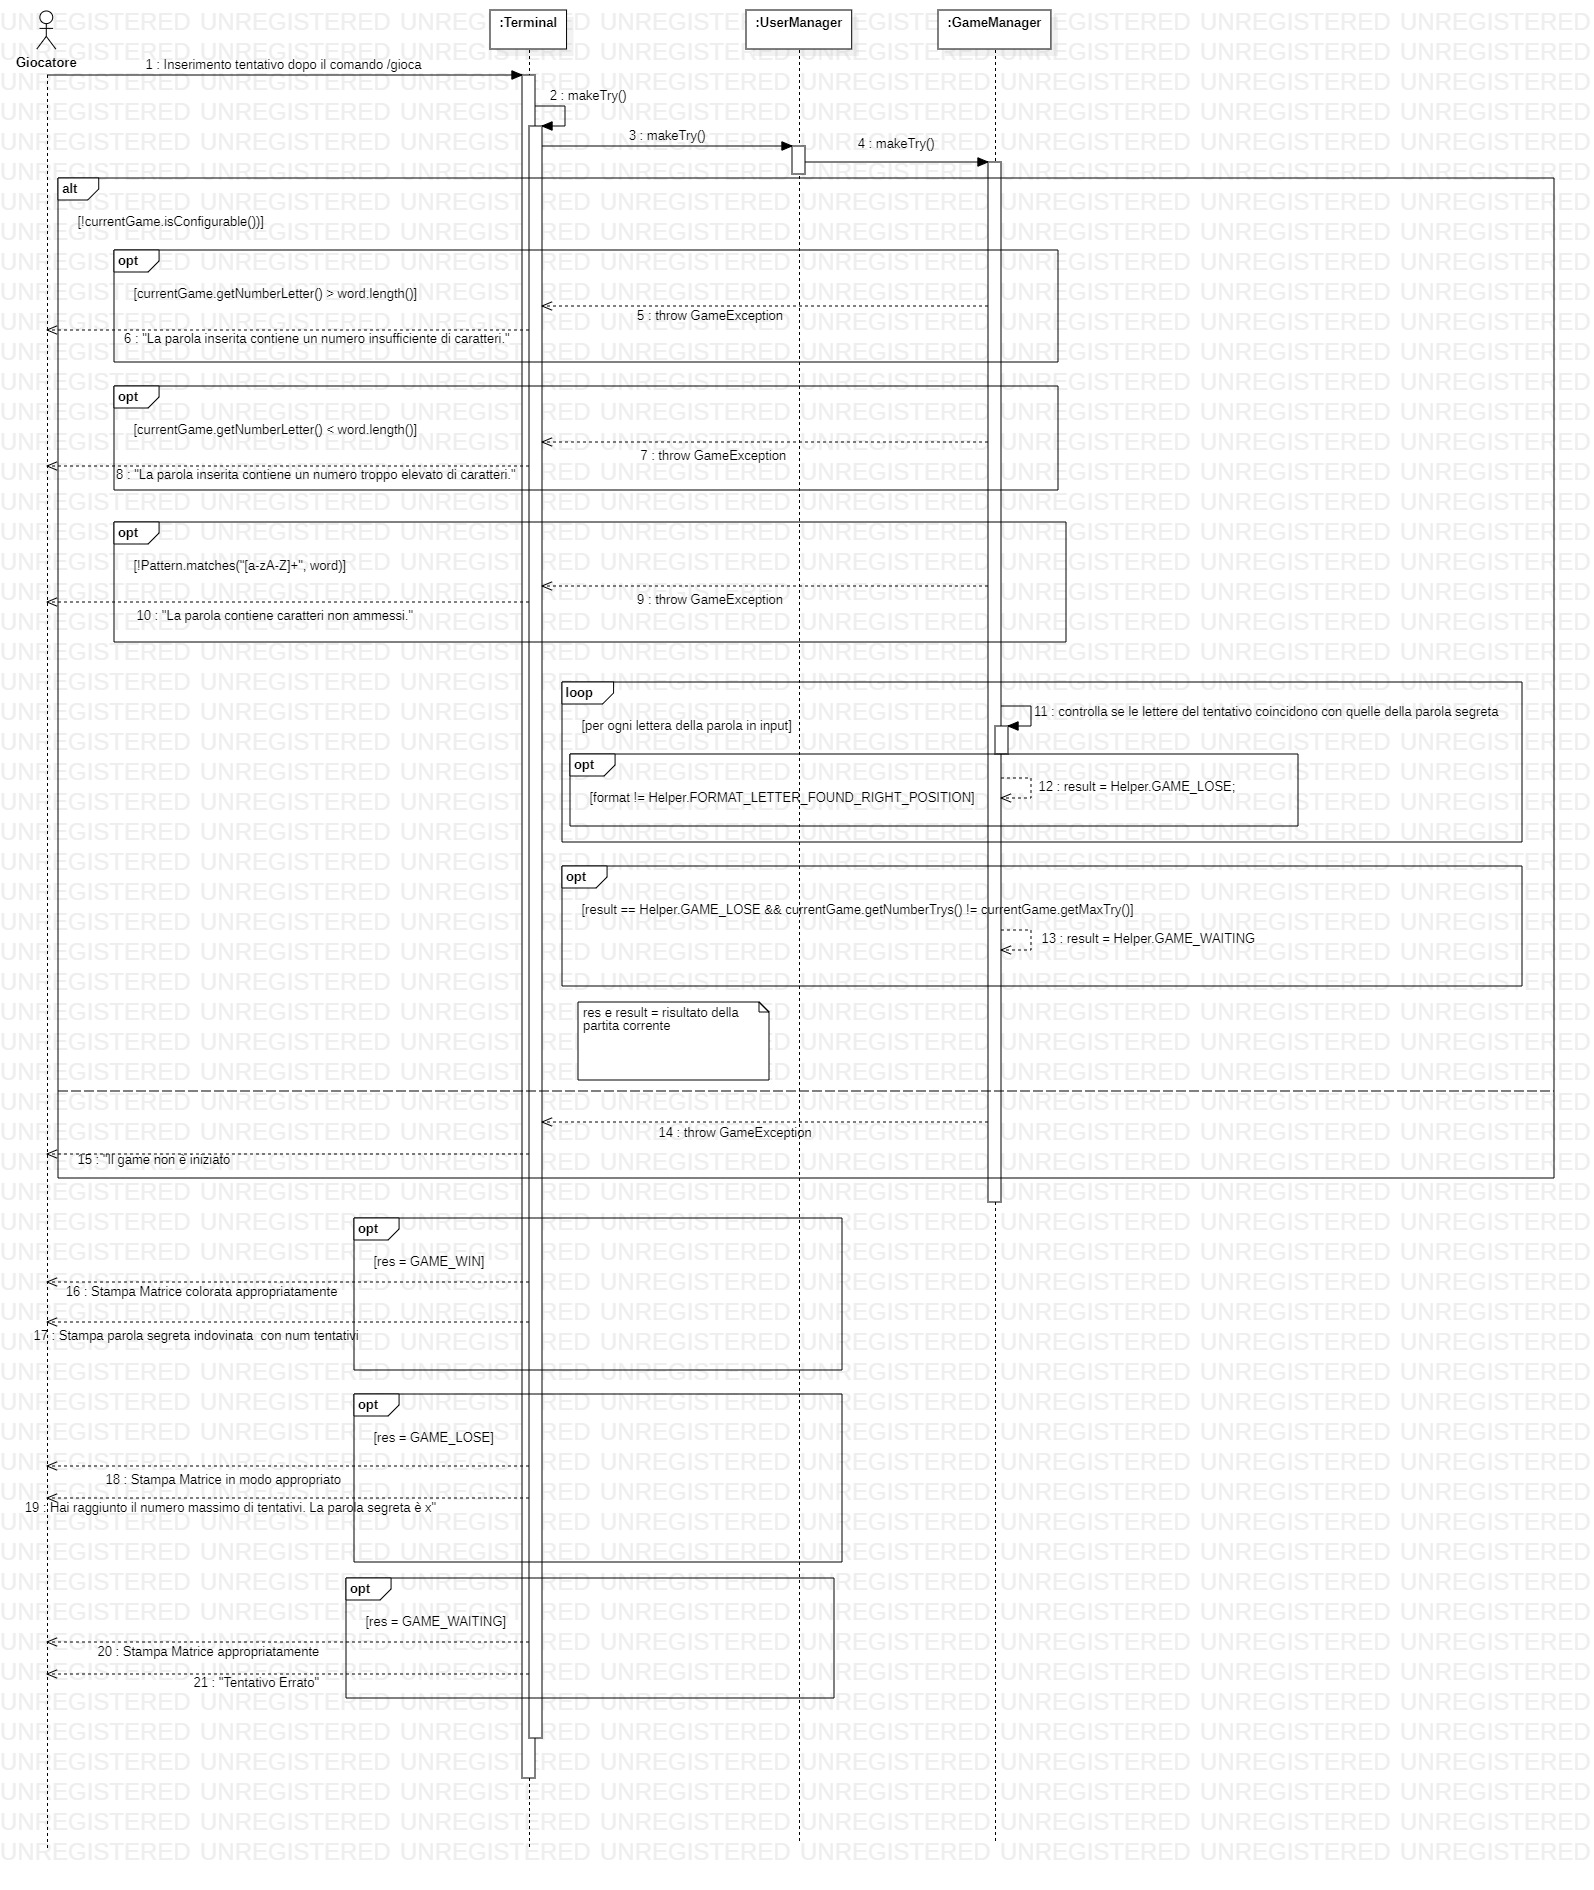 :Terminal
:UserManager
:GameManager
Giocatore
1 : Inserimento tentativo dopo il comando /gioca
2 : makeTry()
3 : makeTry()
4 : makeTry()
alt
[!currentGame.isConfigurable())]
opt
[currentGame.getNumberLetter() > word.length()]
5 : throw GameException
6 : "La parola inserita contiene un numero insufficiente di caratteri."
opt
[currentGame.getNumberLetter() < word.length()]
7 : throw GameException
8 : "La parola inserita contiene un numero troppo elevato di caratteri."
opt
[!Pattern.matches("[a-zA-Z]+", word)]
9 : throw GameException
10 : "La parola contiene caratteri non ammessi."
loop
11 : controlla se le lettere del tentativo coincidono con quelle della parola segreta
[per ogni lettera della parola in input]
opt
12 : result = Helper.GAME_LOSE;
[format != Helper.FORMAT_LETTER_FOUND_RIGHT_POSITION]
opt
[result == Helper.GAME_LOSE && currentGame.getNumberTrys() != currentGame.getMaxTry()]
13 : result = Helper.GAME_WAITING
res e result = risultato della
partita corrente
14 : throw GameException
15 : "Il game non è iniziato
opt
[res = GAME_WIN]
16 : Stampa Matrice colorata appropriatamente
17 : Stampa parola segreta indovinata  con num tentativi
opt
[res = GAME_LOSE]
18 : Stampa Matrice in modo appropriato
19 : Hai raggiunto il numero massimo di tentativi. La parola segreta è x"
opt
[res = GAME_WAITING]
20 : Stampa Matrice appropriatamente
21 : "Tentativo Errato"